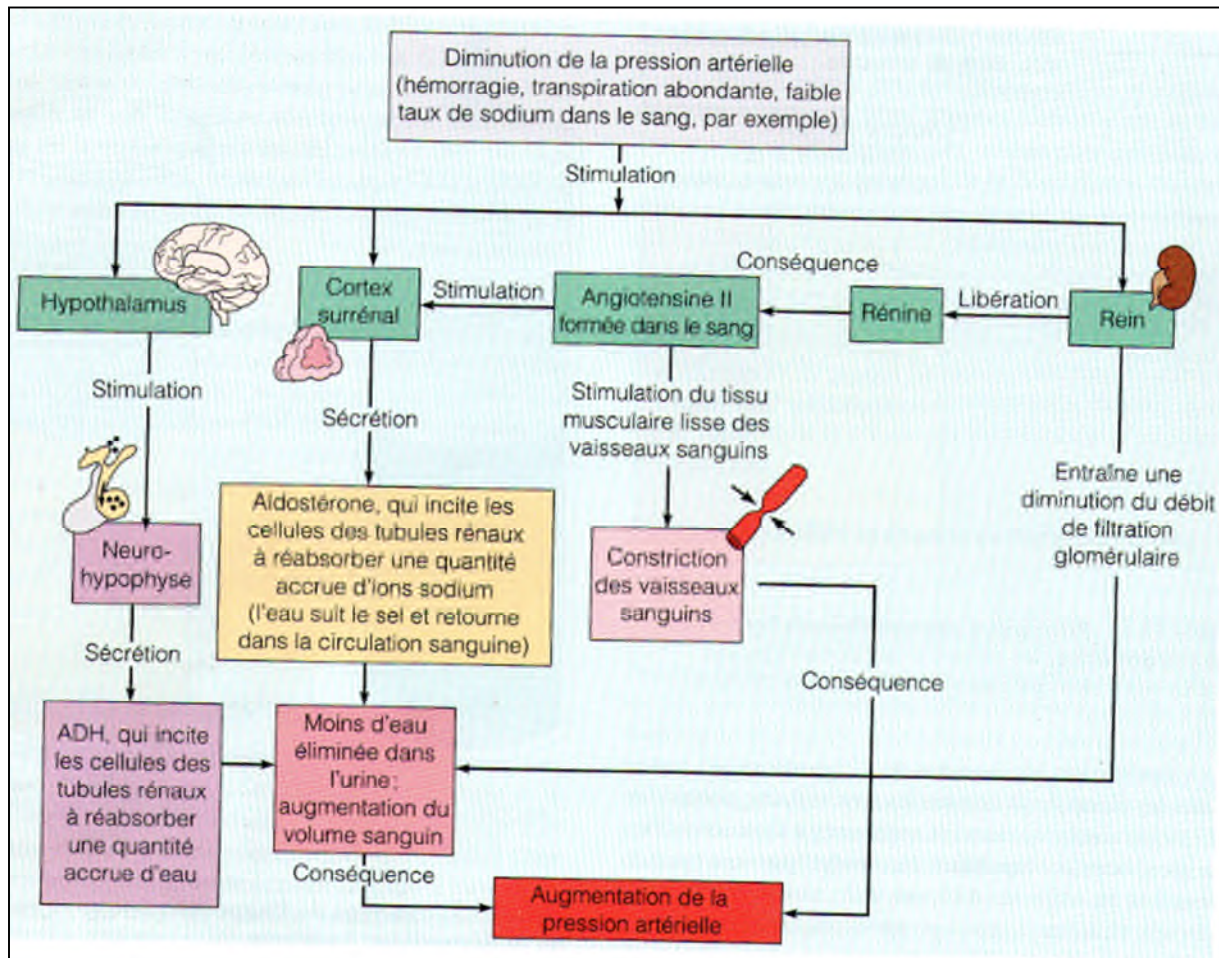 Diminution de la pression artérielle
(hémorragie, transpiration abondante, faible
taux de sodium dans le sang, par exemple)
Stimulation
Conséquence
Hypothalamus
Cortex
surrénal
Stimulation
Angiotensine II
formée dans le sang
Rénine
Libération
Rein
Stimulation
Sécrétion
Stimulation du tissu
musculaire lisse des
vaisseaux sanguins
Entraîne une
diminution du débit
de filtration
glomérulaire
Neuro-
hypophyse
Aldostérone, qui incite les
cellules des tubules rénaux
à réabsorber une quantité
accrue d'ions sodium
(l'eau suit le sel et retourne
dans la circulation sanguine)
Constriction
des vaisseaux
sanguins
Sécrétion
Conséquence
ADH, qui incite
les cellules des
tubules rénaux
à réabsorber
une quantité
accrue d"eau
Moins d'eau
éliminée dans
l'urine:
augmentation du
volume sanguin
Conséquence
Augmentation de la
pression artérielle